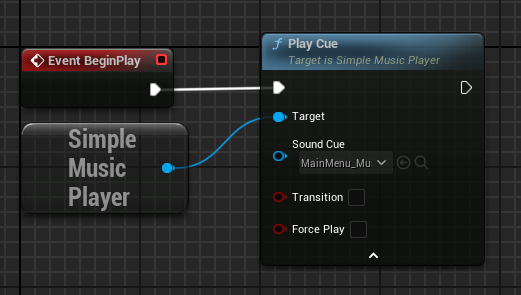 Event BeginPlay
Simple
Music
Player
f Play Cue
Target is Simple Music Player
Target
Sound Cue
MainMenu_Mu
Transition
Force Play